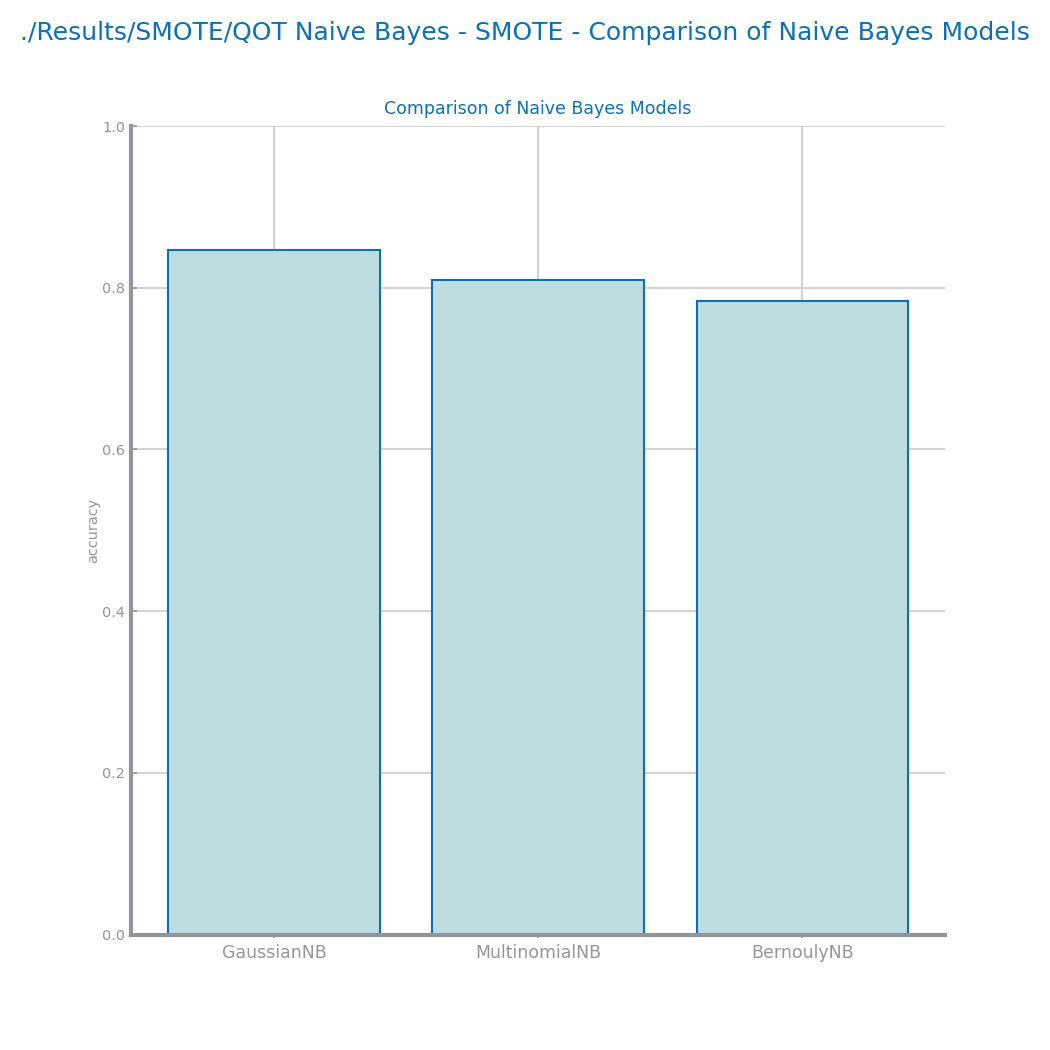 ./Results/SMOTE/QOT Naive Bayes - SMOTE - Comparison of Naive Bayes Models
Comparison of Naive Bayes Models
1.0
0.8
0.6
0.4
0.2
0.0
accuracy
GaussianNB MultinomialNB BernoulyNB